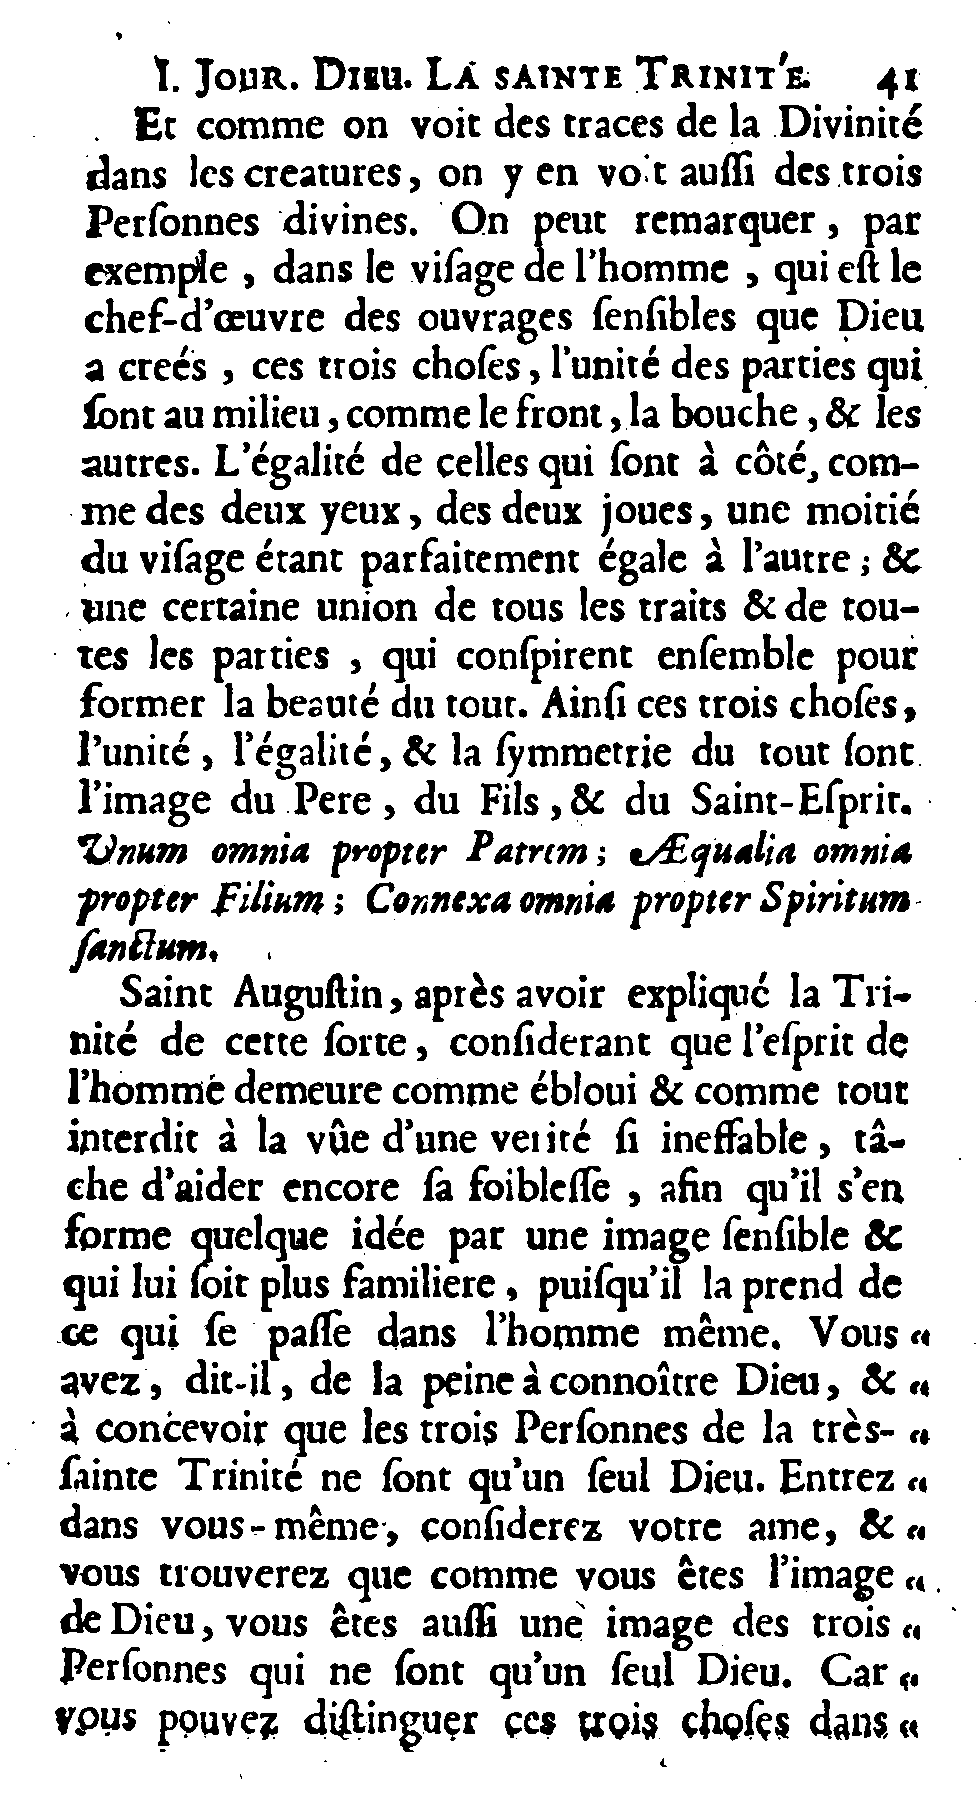 I. JOUR. DIEU. LA SAINTE TRINIT'E. 41
Et comme on voit des traces de la Divinité
dans les creatures, on y en voit auſſi des trois
Perſonnes divines. On peut remarquer, par
exemple, dans le viſage de l'homme, qui eſt le
chef-d'œuvre des ouvrages ſenſibles que Dieu
a creés, ces trois choſes, l'unité des parties qui
ſont au milieu, comme le front, la bouche, & les
autres. L'égalité de celles qui ſont à côté, com-
me des deux yeux, des deux joues, une moitié
du viſage étant parfaitement égale à l'autre; &
une certaine union de tous les traits & de tou-
tes les parties, qui conſpirent enſemble pour
former la beauté du tout. Ainſi ces trois choſes,
l'unité, l'égalité, & la ſymmetrie du tout ſont
l'image du Pere, du Fils, & du Saint-Eſprit.
Unum omnia propter Patrem; Æqualia omnia
propter Filium; Connexa omnia propter Spiritum
ſanctum.
Saint Auguſtin, après avoir expliqué la Tri-
nité de cette ſorte, conſiderant que l'eſprit de
l'homme demeure comme ébloui & comme tout
interdit à la vûe d'une verité ſi ineffable, tâ-
che d'aider encore ſa foibleſſe, afin qu'il s'en
forme quelque idée par une image ſenſible &
qui lui ſoit plus familiere, puiſqu'il la prend de
ce qui ſe paſſe dans l'homme même. Vous “
avez, dit-il, de la peine à connoître Dieu, & “
à concevoir que les trois Perſonnes de la très- “
ſainte Trinité ne ſont qu'un ſeul Dieu. Entrez “
dans vous-même, conſiderez votre ame, & “
vous trouverez que comme vous êtes l'image “
de Dieu, vous êtes auſſi une image des trois “
Perſonnes qui ne ſont qu'un ſeul Dieu. Car “
vous pouvez diſtinguer ces trois choſes dans “